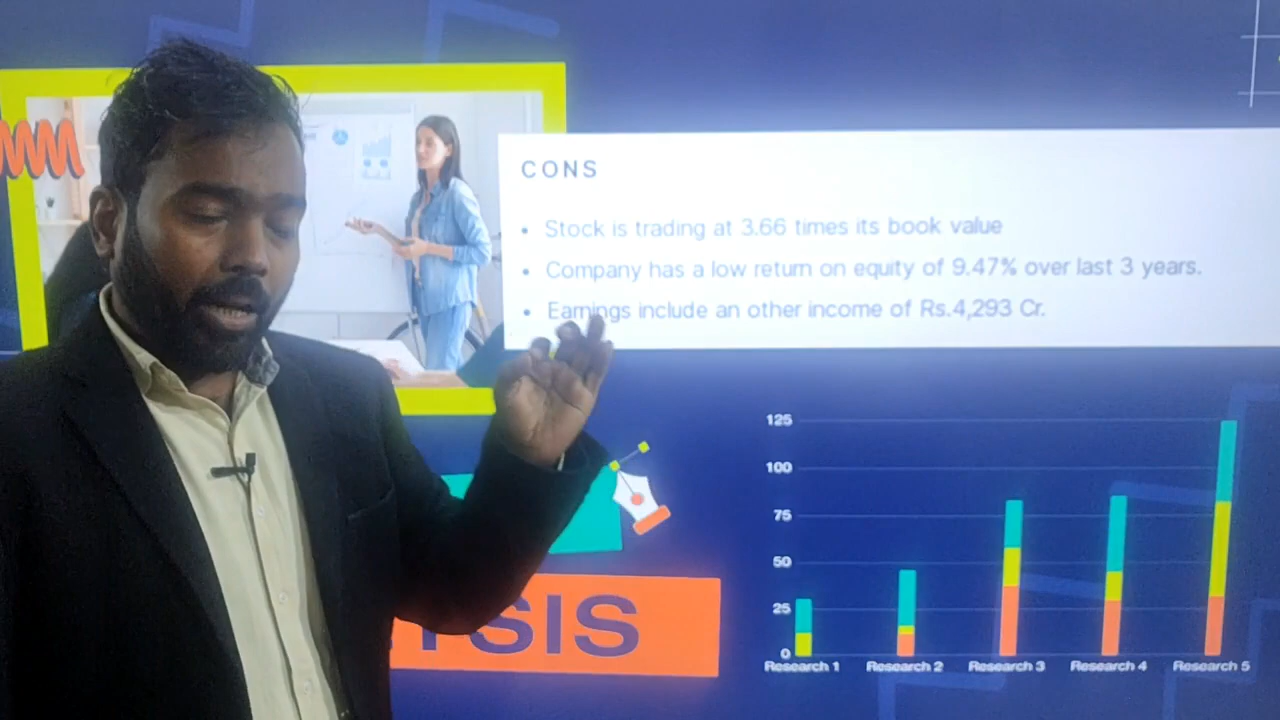 CONS
• Stock is trading at 3.66 times its book value
• Company has a low return on equity of 9.47% over last 3 years.
• Earnings include an other income of Rs.4,293 Cr.
125
100
75
50
25
0
Research 1 Research 2 Research 3 Research 4 Research 5
YSIS